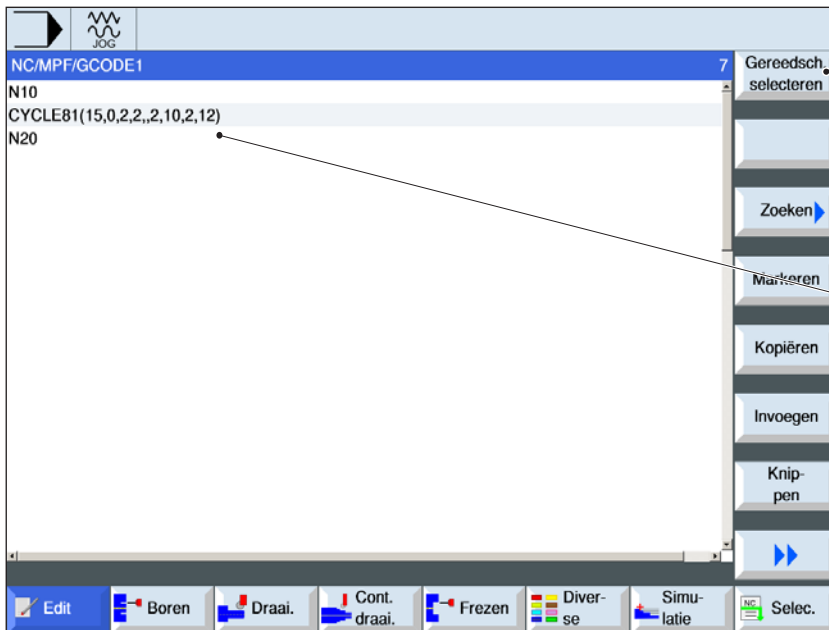 JOG
NC/MPF/GCODE1 7
N10
CYCLE81(15,0,2,2,,2,10,2,12)
N20
Gereedsch.
selecteren
Zoeken
Markeren
Kopiëren
Invoegen
Knip-
pen
Edit
Boren
Draai.
Cont.
draai.
Frezen
Diver-
se
Simu-
latie
NC
Selec.